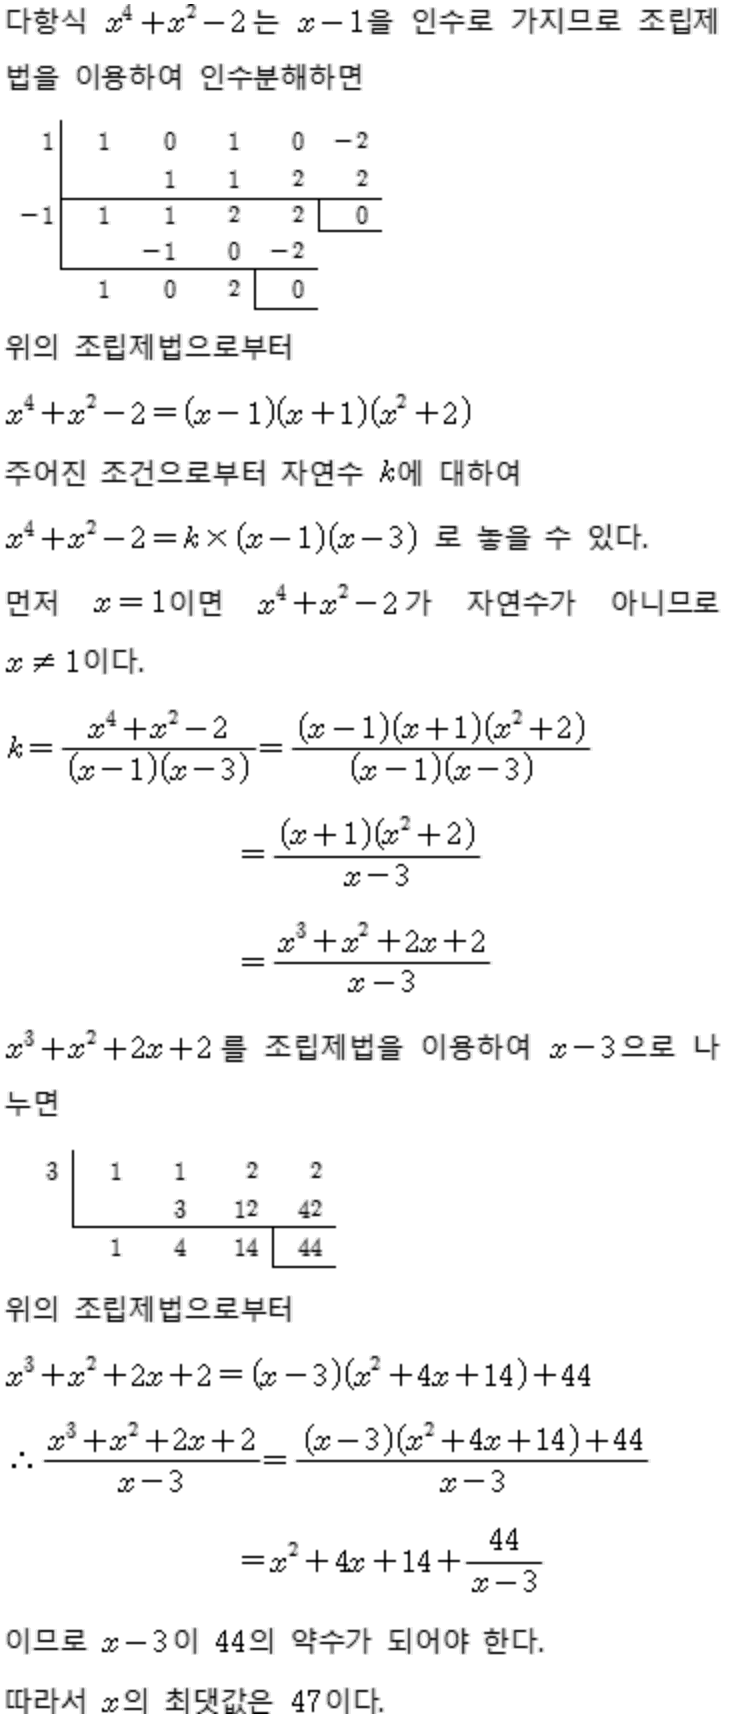 다항식 x⁴+x²−2는 x−1을 인수로 가지므로 조립제
법을 이용하여 인수분해하면
1 | 1 0 1 0 −2
1 1 2 2
−1 | 1 1 2 2 | 0
−1 0 −2
1 0 2 | 0
위의 조립제법으로부터
x⁴+x²−2=(x−1)(x+1)(x²+2)
주어진 조건으로부터 자연수 k에 대하여
x⁴+x²−2=k×(x−1)(x−3) 로 놓을 수 있다.
먼저 x=1이면 x⁴+x²−2가 자연수가 아니므로
x≠1이다.
k=(x⁴+x²−2)/((x−1)(x−3))=((x−1)(x+1)(x²+2))/((x−1)(x−3))
=((x+1)(x²+2))/(x−3)
=(x³+x²+2x+2)/(x−3)
x³+x²+2x+2를 조립제법을 이용하여 x−3으로 나
누면
3 | 1 1 2 2
3 12 42
1 4 14 | 44
위의 조립제법으로부터
x³+x²+2x+2=(x−3)(x²+4x+14)+44
∴ (x³+x²+2x+2)/(x−3)=((x−3)(x²+4x+14)+44)/(x−3)
=x²+4x+14+44/(x−3)
이므로 x−3이 44의 약수가 되어야 한다.
따라서 x의 최댓값은 47이다.